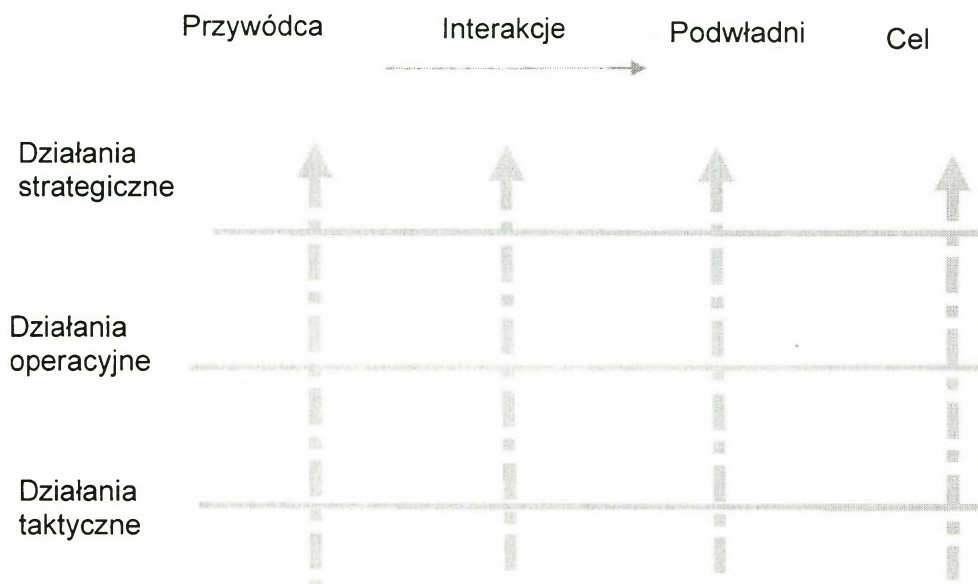 Przywódca Interakcje Podwładni Cel
Działania
strategiczne
Działania
operacyjne
Działania
taktyczne